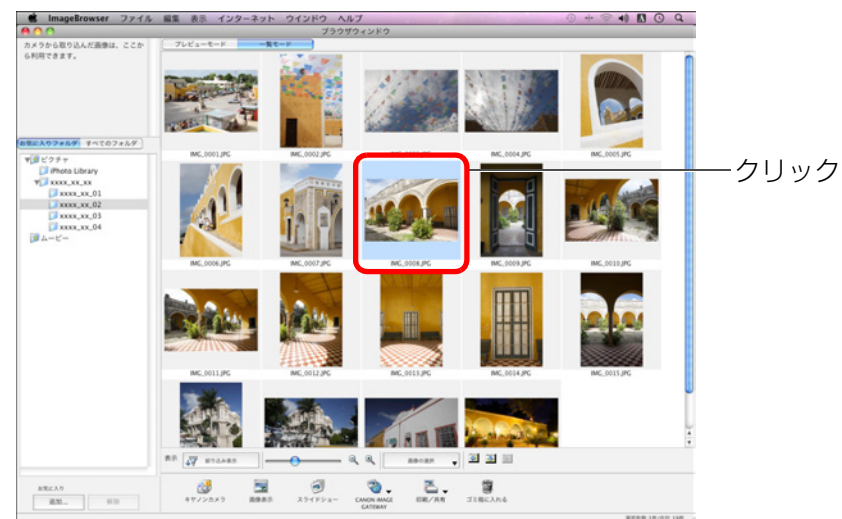 ImageBrowser ファイル 編集 表示 インターネット ウインドウ ヘルプ
ブラウザウィンドウ
カメラから取り込んだ画像は、ここか
ら利用できます。
プレビューモード 一覧モード
お気に入りフォルダ すべてのフォルダ
ピクチャ
iPhoto Library
xxxx_xx_xx
xxxx_xx_01
xxxx_xx_02
xxxx_xx_03
xxxx_xx_04
ムービー
IMG_0001.JPG IMG_0002.JPG IMG_0003.JPG IMG_0004.JPG IMG_0005.JPG
クリック
IMG_0006.JPG IMG_0007.JPG IMG_0008.JPG IMG_0009.JPG IMG_0010.JPG
IMG_0011.JPG IMG_0012.JPG IMG_0013.JPG IMG_0014.JPG IMG_0015.JPG
表示 絞り込み表示 画像の選択
お気に入り
追加... 削除
キヤノンカメラ 画像表示 スライドショー CANON iMAGE GATEWAY 印刷/共有 ゴミ箱に入れる